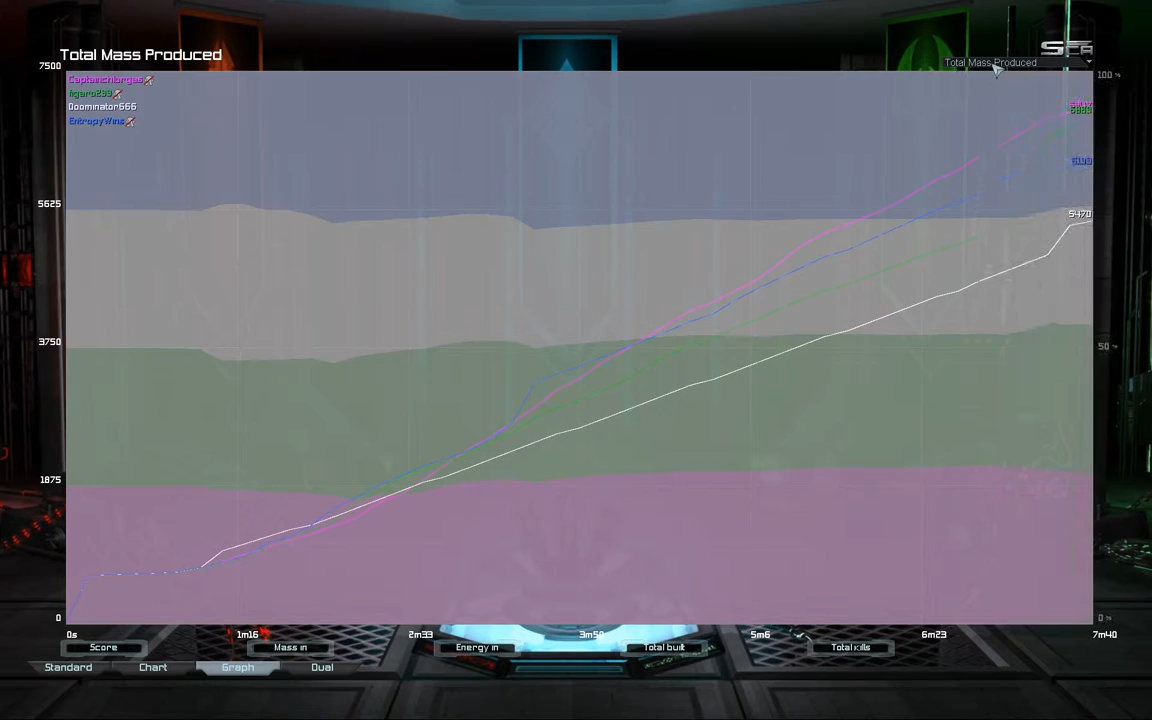 Total Mass Produced
7500
Total Mass Produced
100 %
Doominator666
EntropyWins
6199
5625
5470
3750
50 %
1875
0
0 %
0s
1m16
2m33
3m50
5m6
6m23
7m40
Score
Mass in
Energy in
Total built
Total kills
Standard
Chart
Graph
Dual